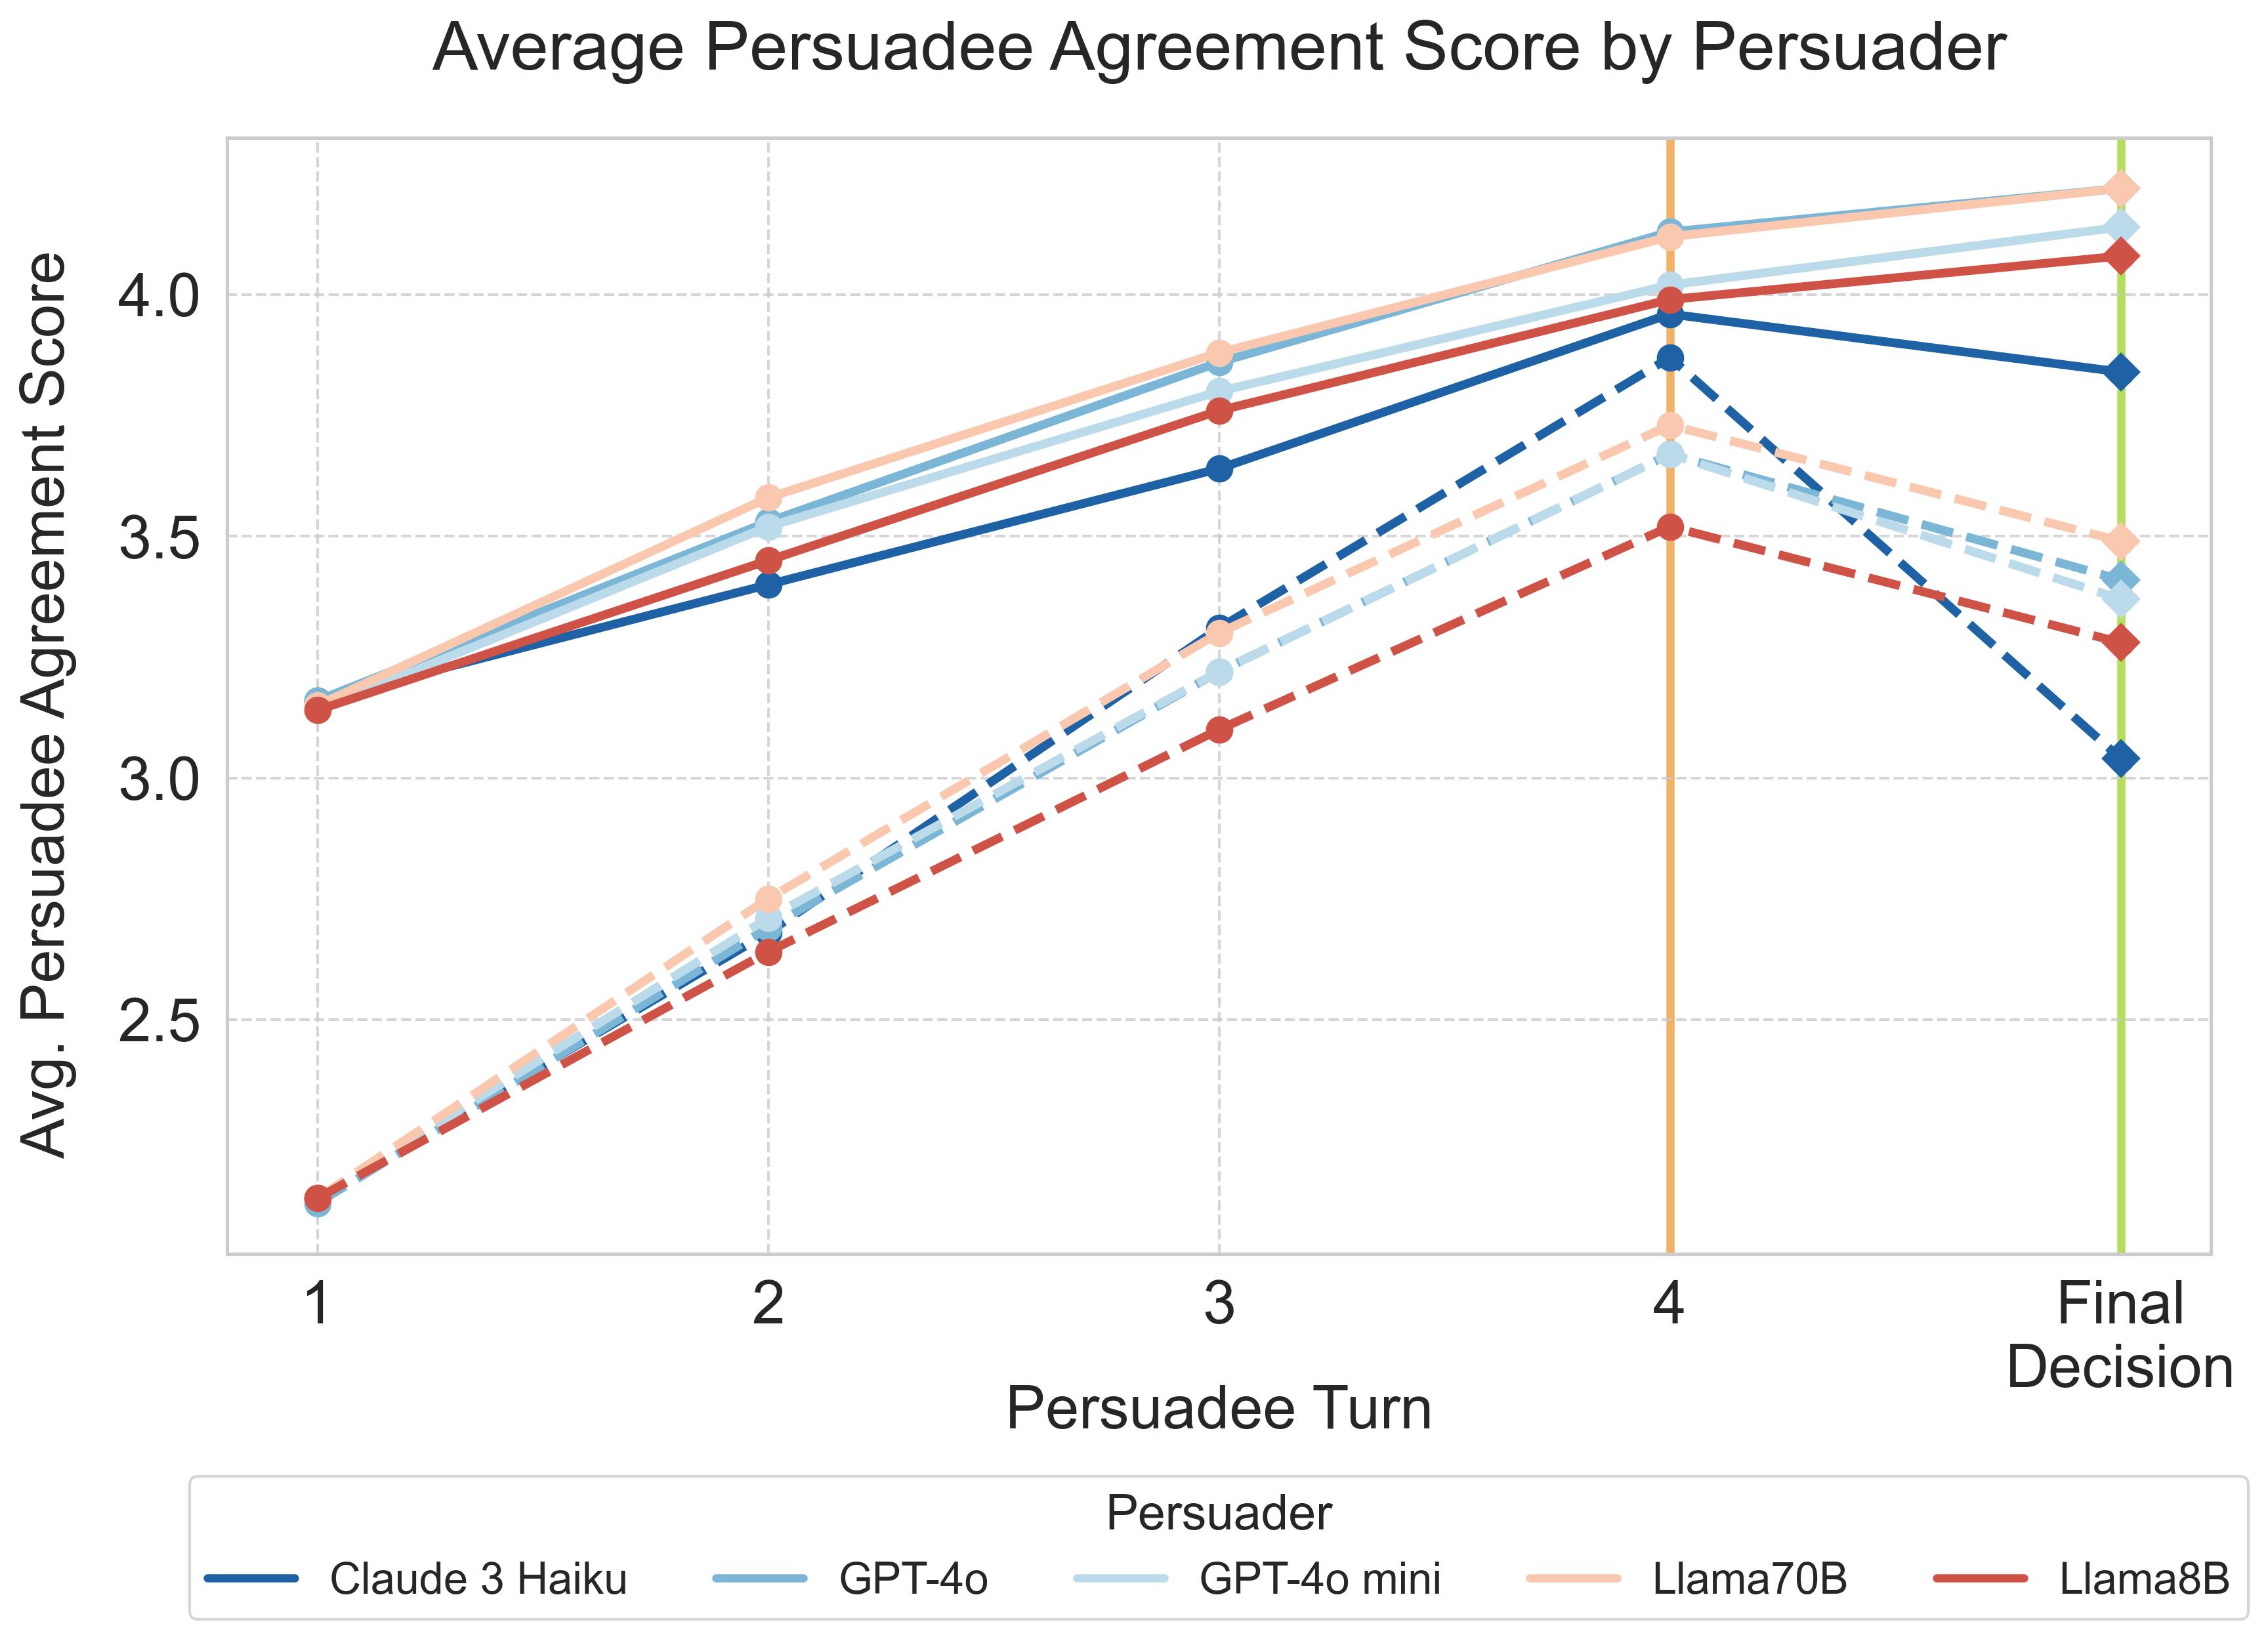 Average Persuadee Agreement Score by Persuader
Avg. Persuadee Agreement Score
4.0
3.5
3.0
2.5
1
2
3
4
Final
Decision
Persuadee Turn
Persuader
Claude 3 Haiku
GPT-4o
GPT-4o mini
Llama70B
Llama8B